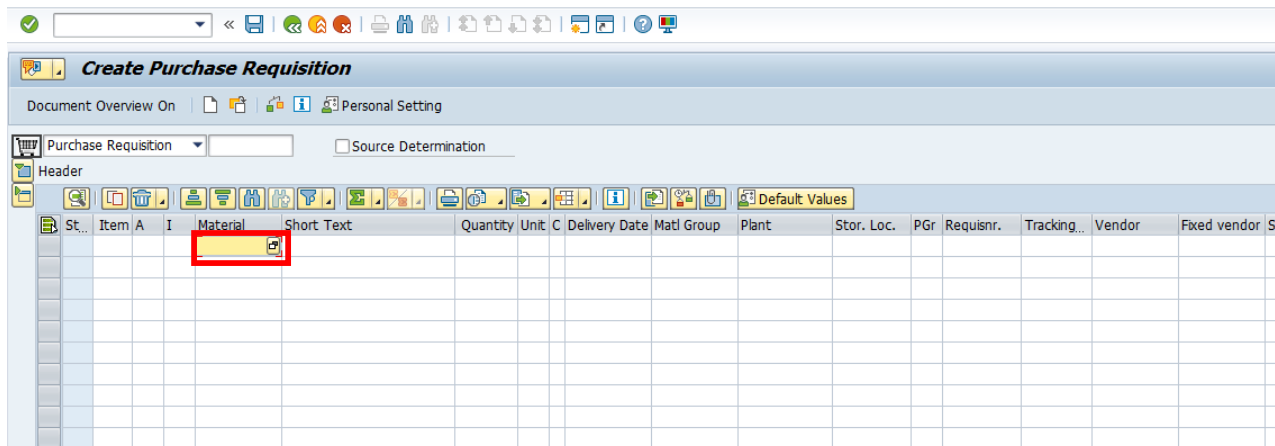 Create Purchase Requisition
Document Overview On Personal Setting
Purchase Requisition Source Determination
Header
Default Values
St... Item A I Material Short Text Quantity Unit C Delivery Date Matl Group Plant Stor. Loc. PGr Requisnr. Tracking... Vendor Fixed vendor S